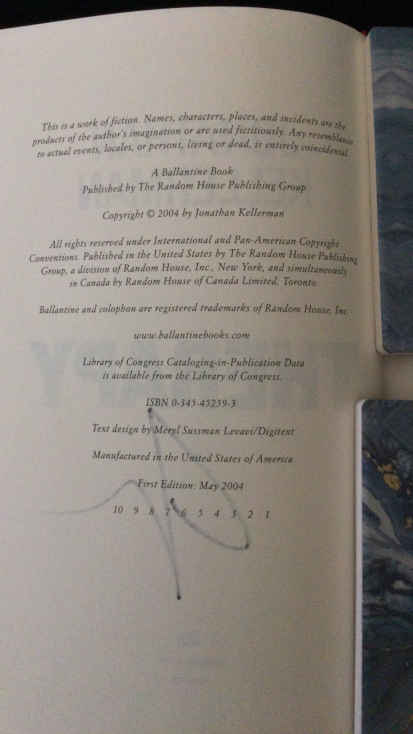 This is a work of fiction. Names, characters, places, and incidents are the
products of the author's imagination or are used fictitiously. Any resemblance
to actual events, locales, or persons, living or dead, is entirely coincidental.
A Ballantine Book
Published by The Random House Publishing Group
Copyright © 2004 by Jonathan Kellerman
All rights reserved under International and Pan-American Copyright
Conventions. Published in the United States by The Random House Publishing
Group, a division of Random House, Inc., New York, and simultaneously
in Canada by Random House of Canada Limited, Toronto.
Ballantine and colophon are registered trademarks of Random House, Inc.
www.ballantinebooks.com
Library of Congress Cataloging-in-Publication Data
is available from the Library of Congress.
ISBN 0-345-45259-3
Text design by Meryl Sussman Levavi/Digitext
Manufactured in the United States of America
First Edition: May 2004
10 9 8 7 6 5 4 3 2 1